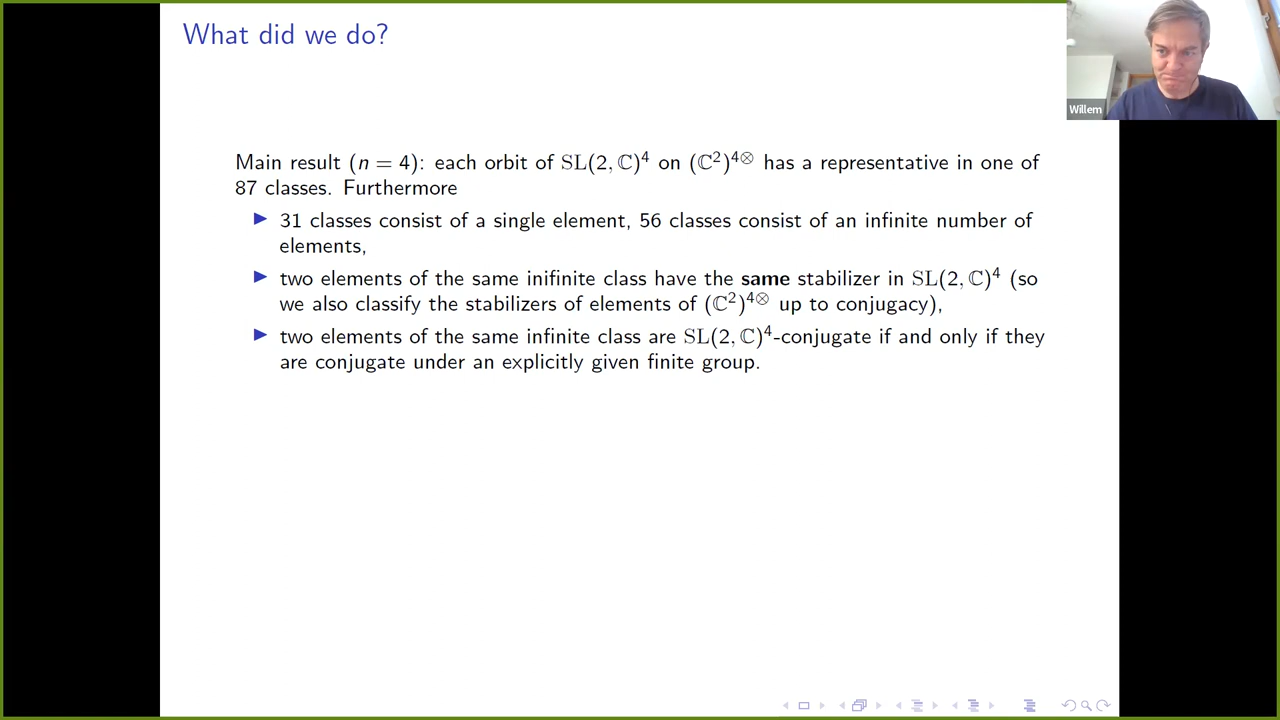 What did we do?
Willem
Main result (n = 4): each orbit of SL(2, ℂ)⁴ on (ℂ²)⁴⊗ has a representative in one of
87 classes. Furthermore
▶ 31 classes consist of a single element, 56 classes consist of an infinite number of
elements,
▶ two elements of the same inifinite class have the same stabilizer in SL(2, ℂ)⁴ (so
we also classify the stabilizers of elements of (ℂ²)⁴⊗ up to conjugacy),
▶ two elements of the same infinite class are SL(2, ℂ)⁴-conjugate if and only if they
are conjugate under an explicitly given finite group.